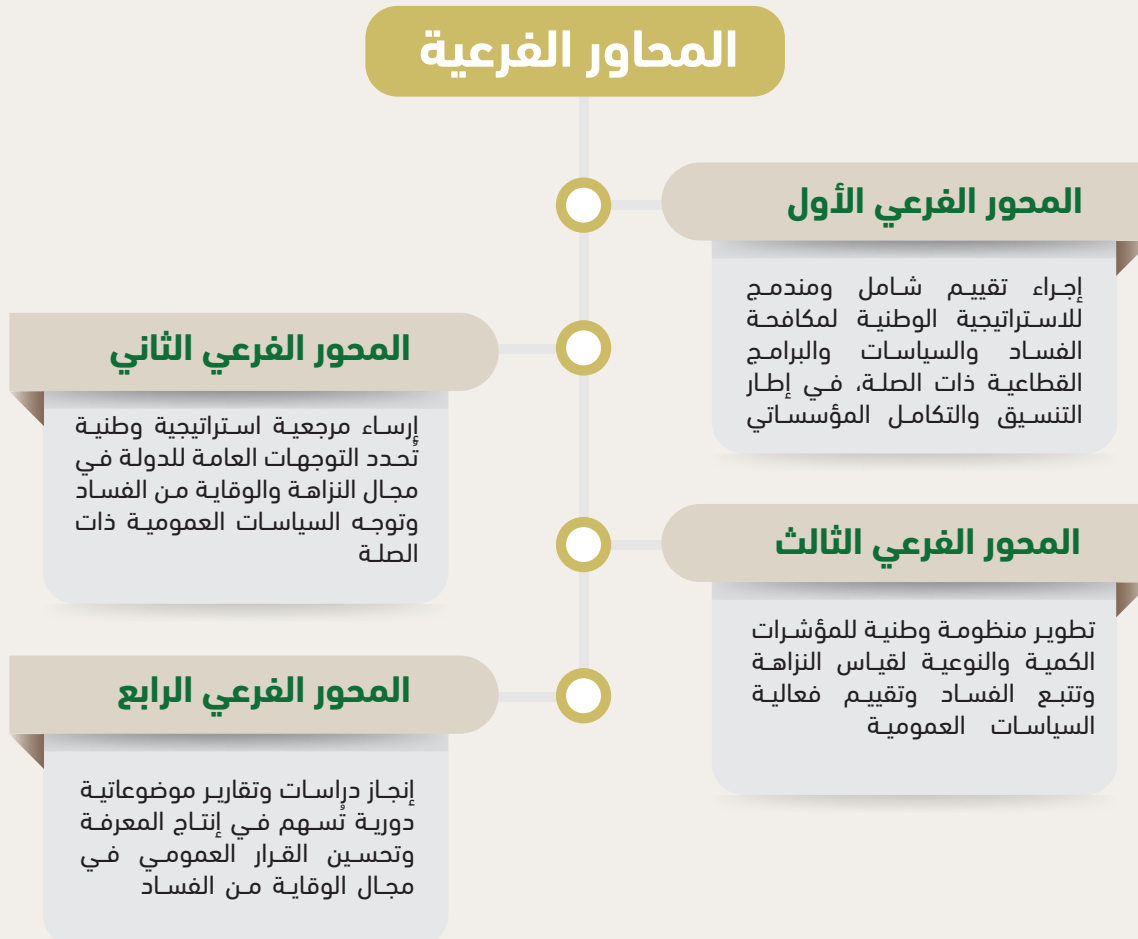 المحاور الفرعية
المحور الفرعي الأول
إجراء تقييم شامل ومندمج
للاستراتيجية الوطنية لمكافحة
الفساد والسياسات والبرامج
القطاعية ذات الصلة، في إطار
التنسيق والتكامل المؤسساتي
المحور الفرعي الثاني
إرساء مرجعية استراتيجية وطنية
تُحدد التوجهات العامة للدولة في
مجال النزاهة والوقاية من الفساد
وتوجه السياسات العمومية ذات
الصلة
المحور الفرعي الثالث
تطوير منظومة وطنية للمؤشرات
الكمية والنوعية لقياس النزاهة
وتتبع الفساد وتقييم فعالية
السياسات العمومية
المحور الفرعي الرابع
إنجاز دراسات وتقارير موضوعاتية
دورية تُسهم في إنتاج المعرفة
وتحسين القرار العمومي في
مجال الوقاية من الفساد